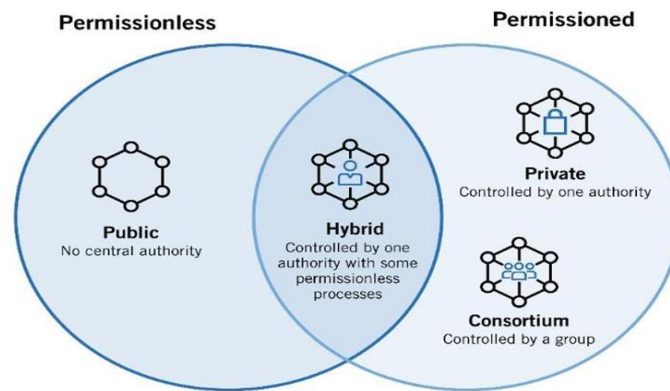 Permissionless
Permissioned
Public
No central authority
Hybrid
Controlled by one
authority with some
permissionless
processes
Private
Controlled by one authority
Consortium
Controlled by a group